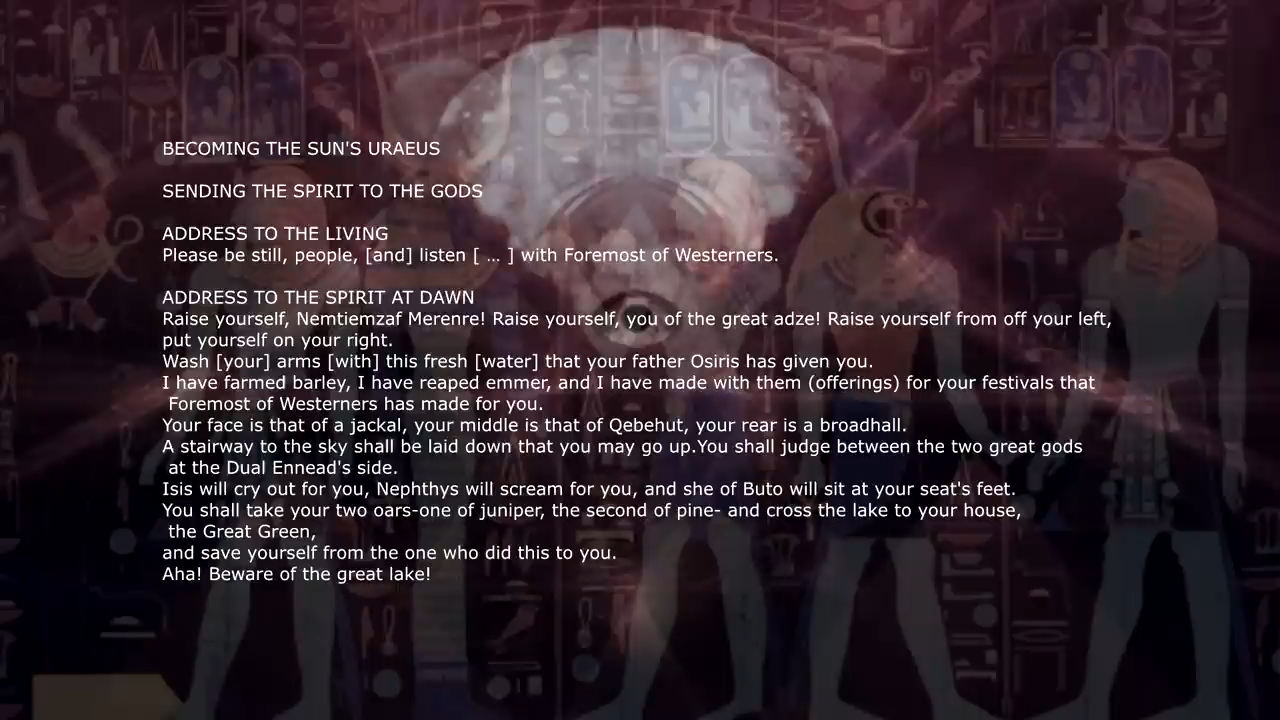 BECOMING THE SUN'S URAEUS
SENDING THE SPIRIT TO THE GODS
ADDRESS TO THE LIVING
Please be still, people, [and] listen [ ... ] with Foremost of Westerners.
ADDRESS TO THE SPIRIT AT DAWN
Raise yourself, Nemtiemzaf Merenre! Raise yourself, you of the great adze! Raise yourself from off your left,
put yourself on your right.
Wash [your] arms [with] this fresh [water] that your father Osiris has given you.
I have farmed barley, I have reaped emmer, and I have made with them (offerings) for your festivals that
Foremost of Westerners has made for you.
Your face is that of a jackal, your middle is that of Qebehut, your rear is a broadhall.
A stairway to the sky shall be laid down that you may go up.You shall judge between the two great gods
at the Dual Ennead's side.
Isis will cry out for you, Nephthys will scream for you, and she of Buto will sit at your seat's feet.
You shall take your two oars-one of juniper, the second of pine- and cross the lake to your house,
the Great Green,
and save yourself from the one who did this to you.
Aha! Beware of the great lake!